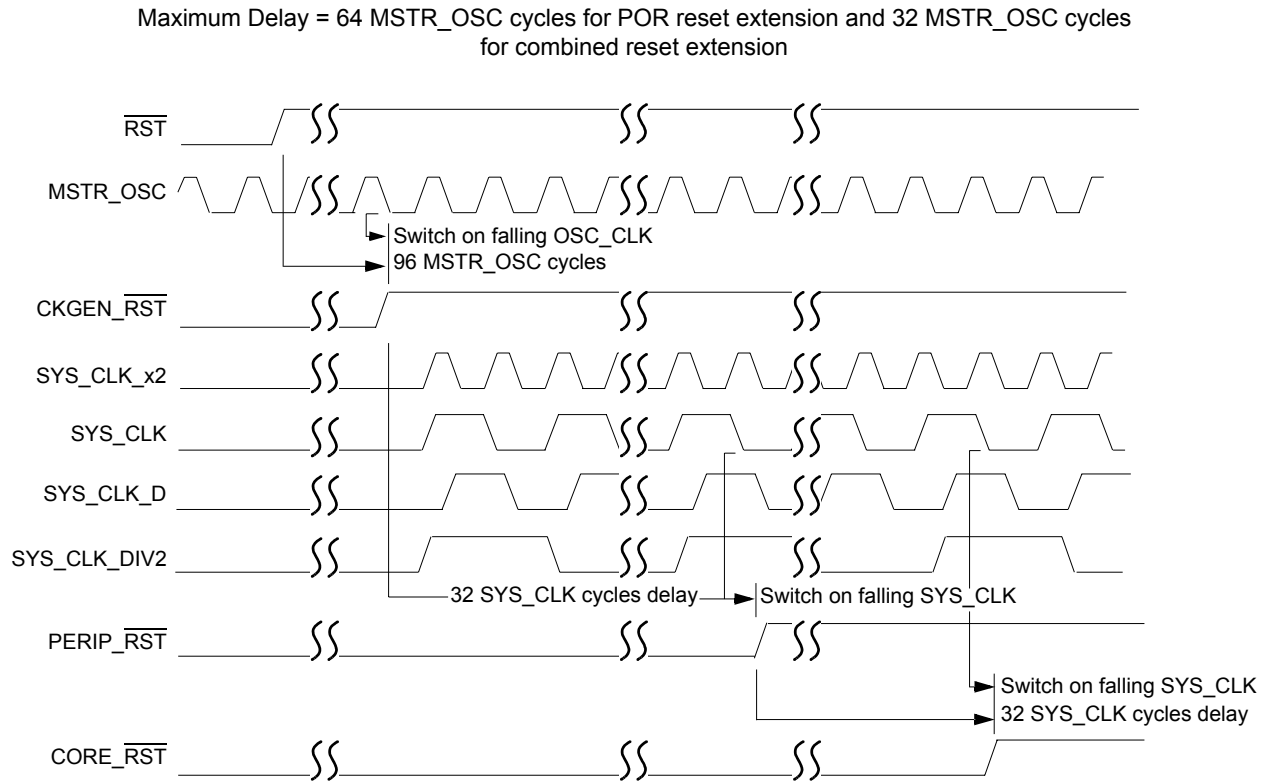 Maximum Delay = 64 MSTR_OSC cycles for POR reset extension and 32 MSTR_OSC cycles
for combined reset extension
RST
MSTR_OSC
Switch on falling OSC_CLK
96 MSTR_OSC cycles
CKGEN_RST
SYS_CLK_x2
SYS_CLK
SYS_CLK_D
SYS_CLK_DIV2
32 SYS_CLK cycles delay
Switch on falling SYS_CLK
PERIP_RST
Switch on falling SYS_CLK
32 SYS_CLK cycles delay
CORE_RST